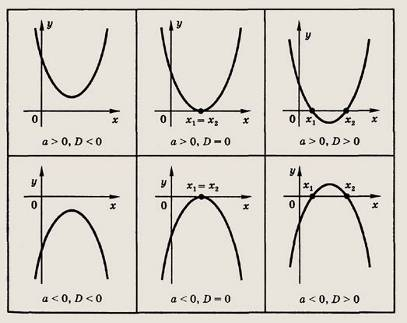 y
0
x
a > 0, D < 0
y
0
x₁ = x₂
x
a > 0, D = 0
y
0
x₁
x₂
x
a > 0, D > 0
y
0
x
a < 0, D < 0
y
x₁ = x₂
0
x
a < 0, D = 0
y
x₁
x₂
0
x
a < 0, D > 0